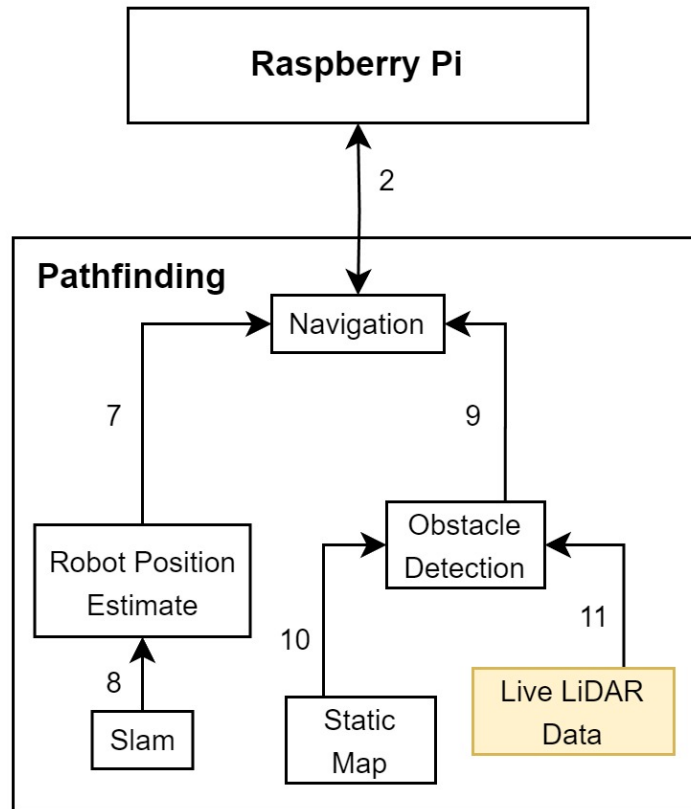 Raspberry Pi
2
Pathfinding
Navigation
7
9
Obstacle
Detection
Robot Position
Estimate
10
11
8
Live LiDAR
Data
Slam
Static
Map